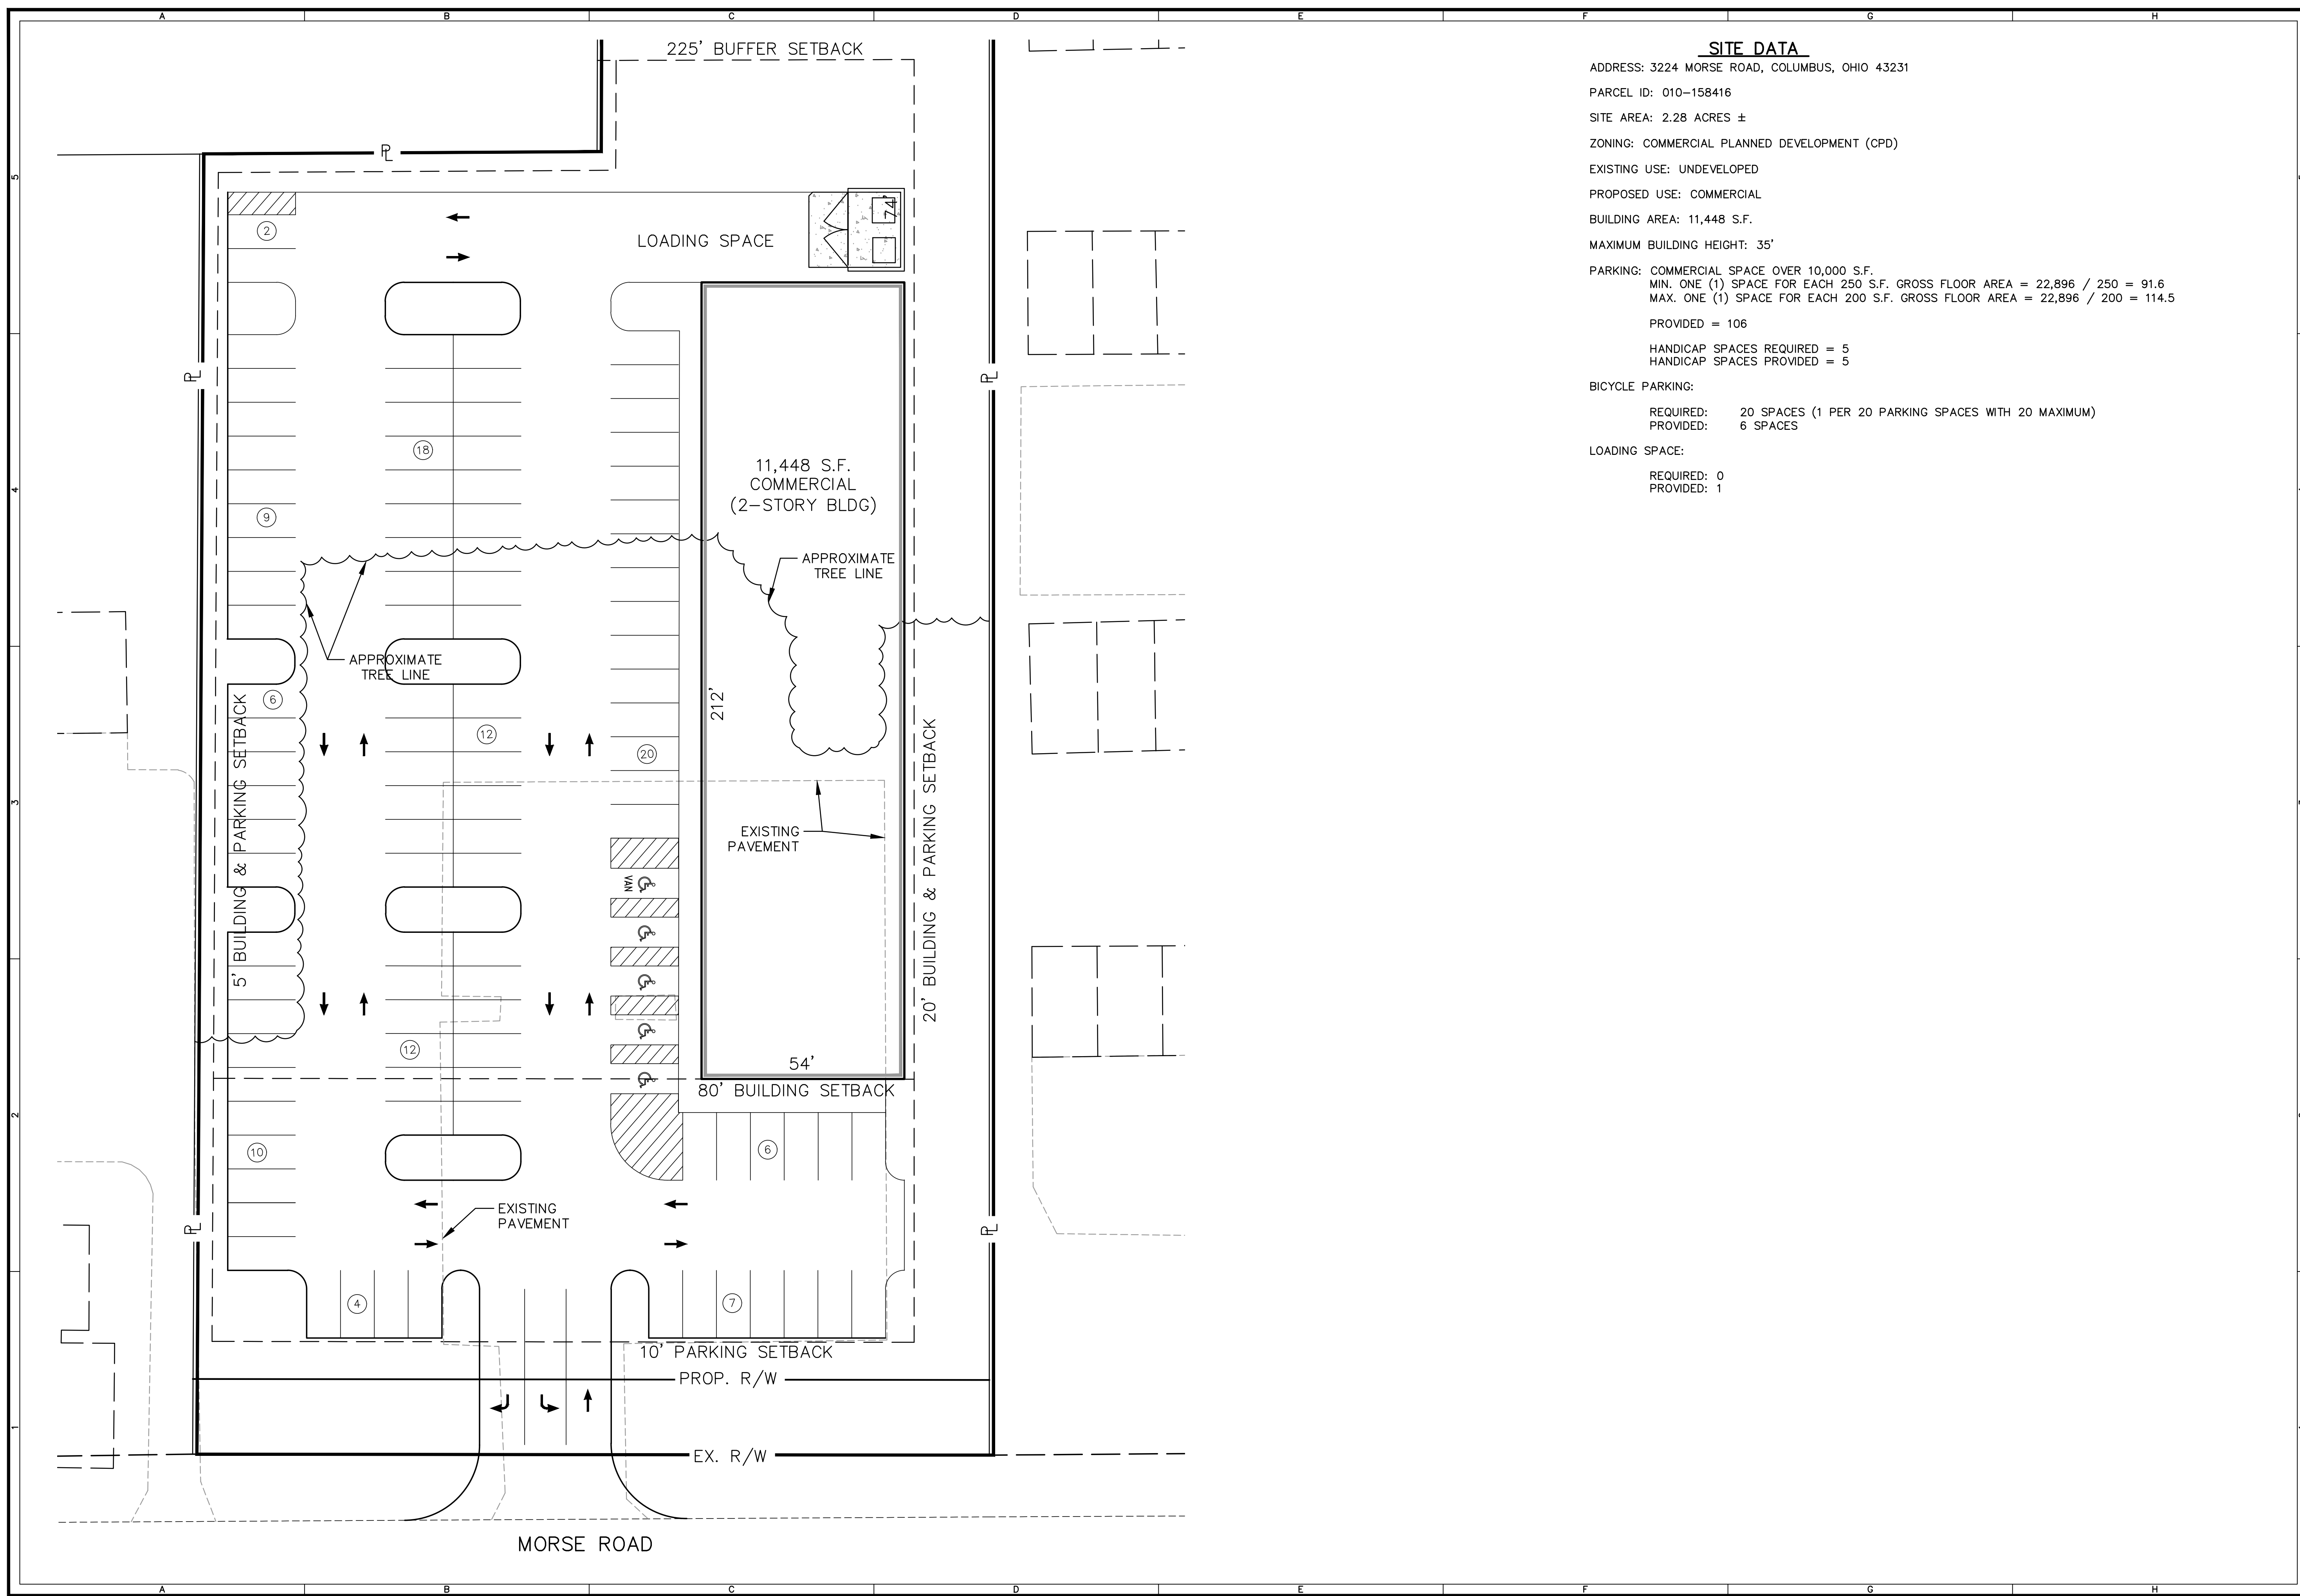 A B C D E F G H
225' BUFFER SETBACK
PL
5
74'
2
LOADING SPACE
PL
PL
18
11,448 S.F.
COMMERCIAL
(2-STORY BLDG)
4
9
APPROXIMATE
TREE LINE
APPROXIMATE
TREE LINE
6
212'
12
20
3
5' BUILDING & PARKING SETBACK
20' BUILDING & PARKING SETBACK
EXISTING
PAVEMENT
VAN
12
54'
80' BUILDING SETBACK
2
10
6
EXISTING
PAVEMENT
PL
PL
4
7
10' PARKING SETBACK
PROP. R/W
1
EX. R/W
MORSE ROAD
SITE DATA
ADDRESS: 3224 MORSE ROAD, COLUMBUS, OHIO 43231
PARCEL ID: 010-158416
SITE AREA: 2.28 ACRES ±
ZONING: COMMERCIAL PLANNED DEVELOPMENT (CPD)
EXISTING USE: UNDEVELOPED
PROPOSED USE: COMMERCIAL
BUILDING AREA: 11,448 S.F.
MAXIMUM BUILDING HEIGHT: 35'
PARKING: COMMERCIAL SPACE OVER 10,000 S.F.
MIN. ONE (1) SPACE FOR EACH 250 S.F. GROSS FLOOR AREA = 22,896 / 250 = 91.6
MAX. ONE (1) SPACE FOR EACH 200 S.F. GROSS FLOOR AREA = 22,896 / 200 = 114.5
PROVIDED = 106
HANDICAP SPACES REQUIRED = 5
HANDICAP SPACES PROVIDED = 5
BICYCLE PARKING:
REQUIRED: 20 SPACES (1 PER 20 PARKING SPACES WITH 20 MAXIMUM)
PROVIDED: 6 SPACES
LOADING SPACE:
REQUIRED: 0
PROVIDED: 1
A B C D E F G H